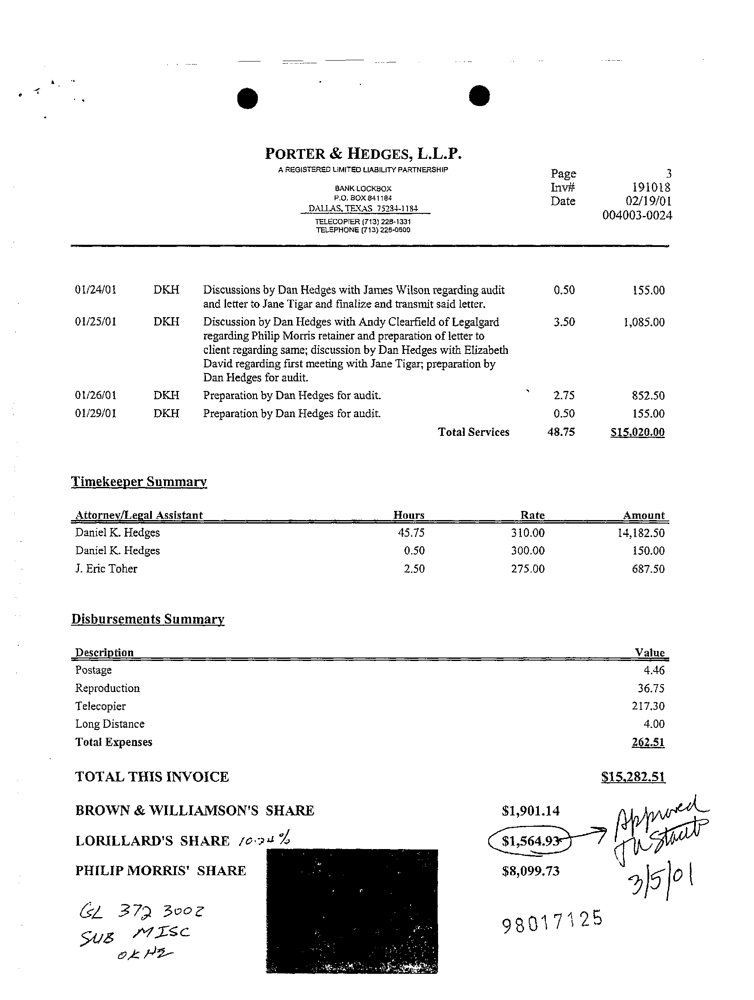 PORTER & HEDGES, L.L.P.
A REGISTERED LIMITED LIABILITY PARTNERSHIP
BANK LOCKBOX
P.O. BOX 841184
DALLAS, TEXAS 75284-1184
TELECOPIER (713) 228-1331
TELEPHONE (713) 226-0600
Page 3
Inv# 191018
Date 02/19/01
004003-0024
01/24/01 DKH Discussions by Dan Hedges with James Wilson regarding audit 0.50 155.00
and letter to Jane Tigar and finalize and transmit said letter.
01/25/01 DKH Discussion by Dan Hedges with Andy Clearfield of Legalgard 3.50 1,085.00
regarding Philip Morris retainer and preparation of letter to
client regarding same; discussion by Dan Hedges with Elizabeth
David regarding first meeting with Jane Tigar; preparation by
Dan Hedges for audit.
01/26/01 DKH Preparation by Dan Hedges for audit. 2.75 852.50
01/29/01 DKH Preparation by Dan Hedges for audit. 0.50 155.00
Total Services 48.75 $15,020.00
Timekeeper Summary
Attorney/Legal Assistant Hours Rate Amount
Daniel K. Hedges 45.75 310.00 14,182.50
Daniel K. Hedges 0.50 300.00 150.00
J. Eric Toher 2.50 275.00 687.50
Disbursements Summary
Description Value
Postage 4.46
Reproduction 36.75
Telecopier 217.30
Long Distance 4.00
Total Expenses 262.51
TOTAL THIS INVOICE $15,282.51
BROWN & WILLIAMSON'S SHARE $1,901.14
LORILLARD'S SHARE 10.24% $1,564.93
PHILIP MORRIS' SHARE $8,099.73
Approved
3/5/01
GL 372 3002
SUB MISC
98017125